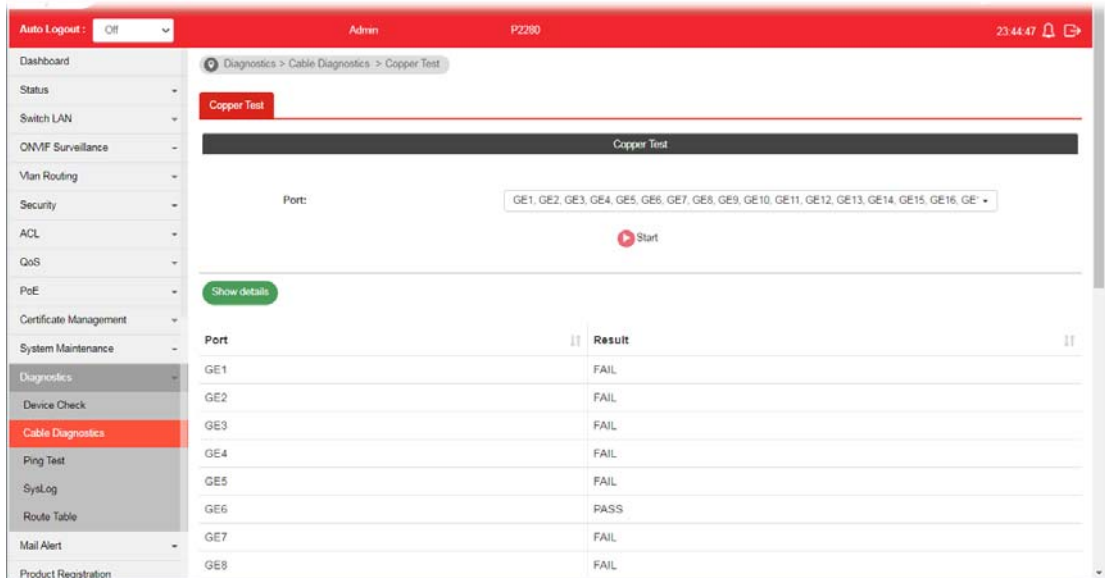 Auto Logout : Off Admin P2280 23:44:47
Dashboard
Status
Switch LAN
ONVIF Surveillance
Vlan Routing
Security
ACL
QoS
PoE
Certificate Management
System Maintenance
Diagnostics
Device Check
Cable Diagnostics
Ping Test
SysLog
Route Table
Mail Alert
Product Registration
Diagnostics > Cable Diagnostics > Copper Test
Copper Test
Copper Test
Port: GE1, GE2, GE3, GE4, GE5, GE6, GE7, GE8, GE9, GE10, GE11, GE12, GE13, GE14, GE15, GE16, GE
Start
Show details
Port Result
GE1 FAIL
GE2 FAIL
GE3 FAIL
GE4 FAIL
GE5 FAIL
GE6 PASS
GE7 FAIL
GE8 FAIL